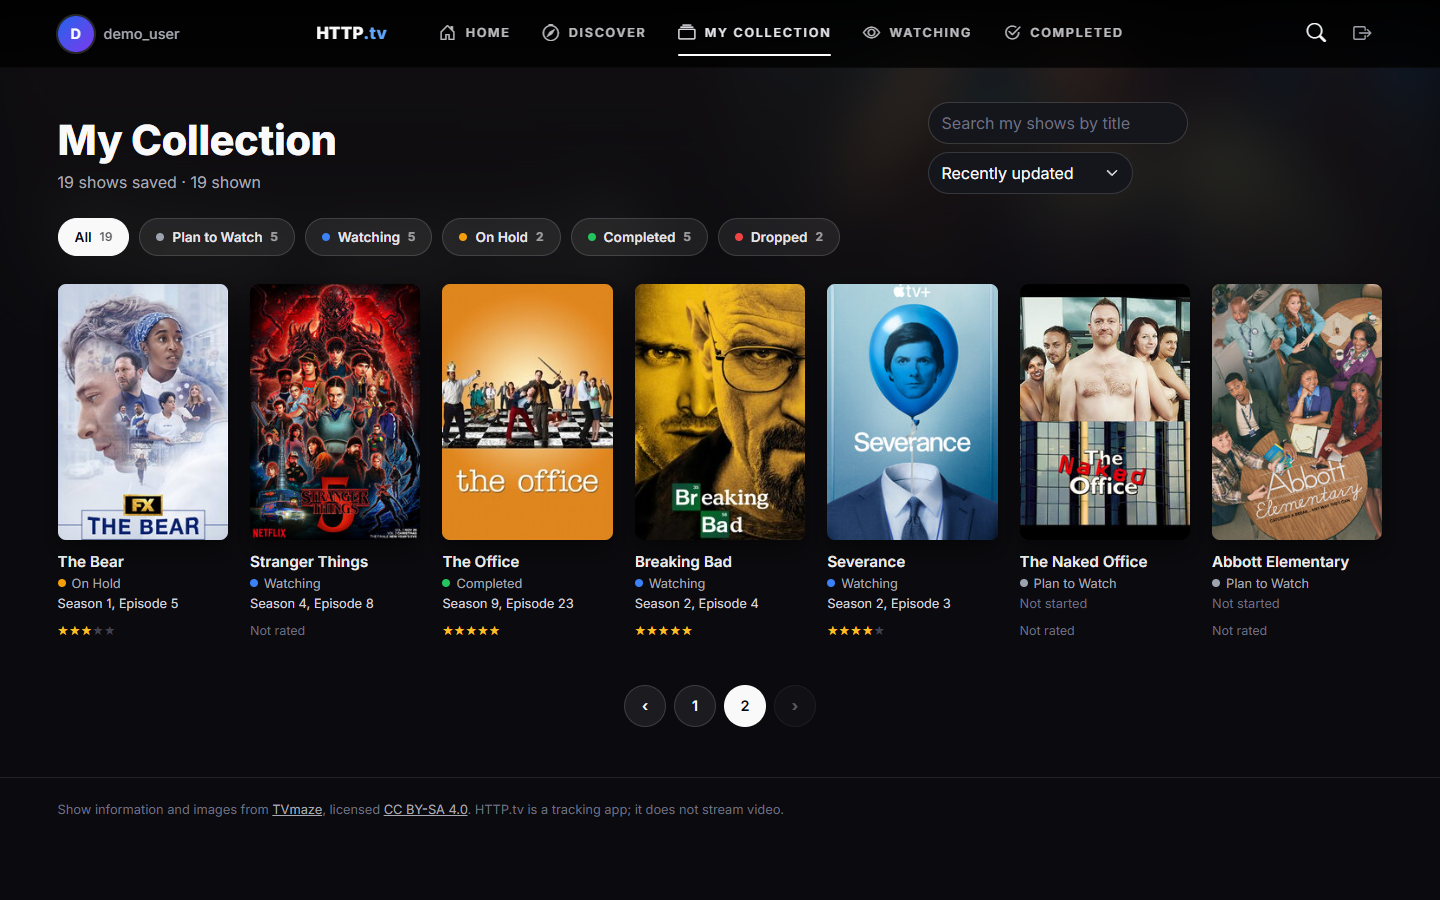 D demo_user HTTP.tv HOME DISCOVER MY COLLECTION WATCHING COMPLETED
My Collection
19 shows saved · 19 shown
Search my shows by title
Recently updated
All 19 Plan to Watch 5 Watching 5 On Hold 2 Completed 5 Dropped 2
FX
THE BEAR
STRANGER
THINGS
5
NETFLIX
the office
Breaking
Bad
tv+
Severance
The
Naked
Office
Abbott
Elementary
The Bear
On Hold
Season 1, Episode 5
Stranger Things
Watching
Season 4, Episode 8
Not rated
The Office
Completed
Season 9, Episode 23
Breaking Bad
Watching
Season 2, Episode 4
Severance
Watching
Season 2, Episode 3
The Naked Office
Plan to Watch
Not started
Not rated
Abbott Elementary
Plan to Watch
Not started
Not rated
‹ 1 2 ›
Show information and images from TVmaze, licensed CC BY-SA 4.0. HTTP.tv is a tracking app; it does not stream video.